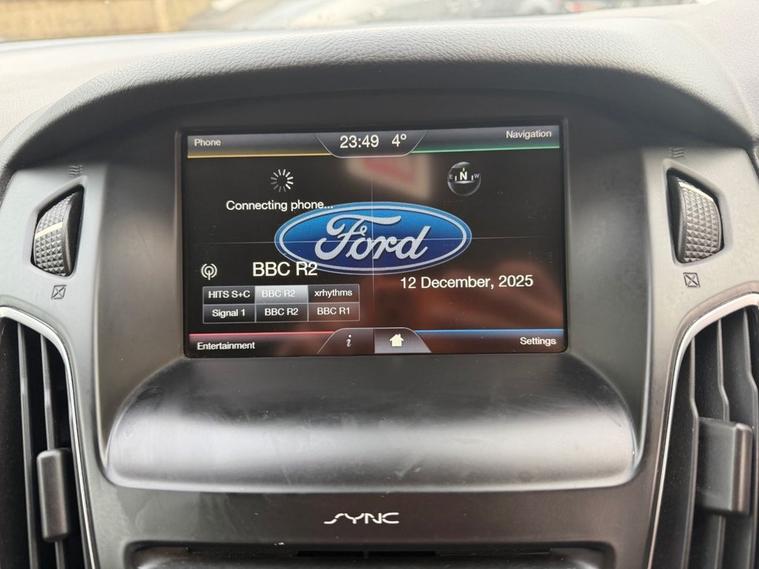 Phone
23:49 4°
Navigation
N
E W
Connecting phone...
Ford
BBC R2
12 December, 2025
HITS S+C BBC R2 xrhythms
Signal 1 BBC R2 BBC R1
Entertainment
i
Settings
SYNC